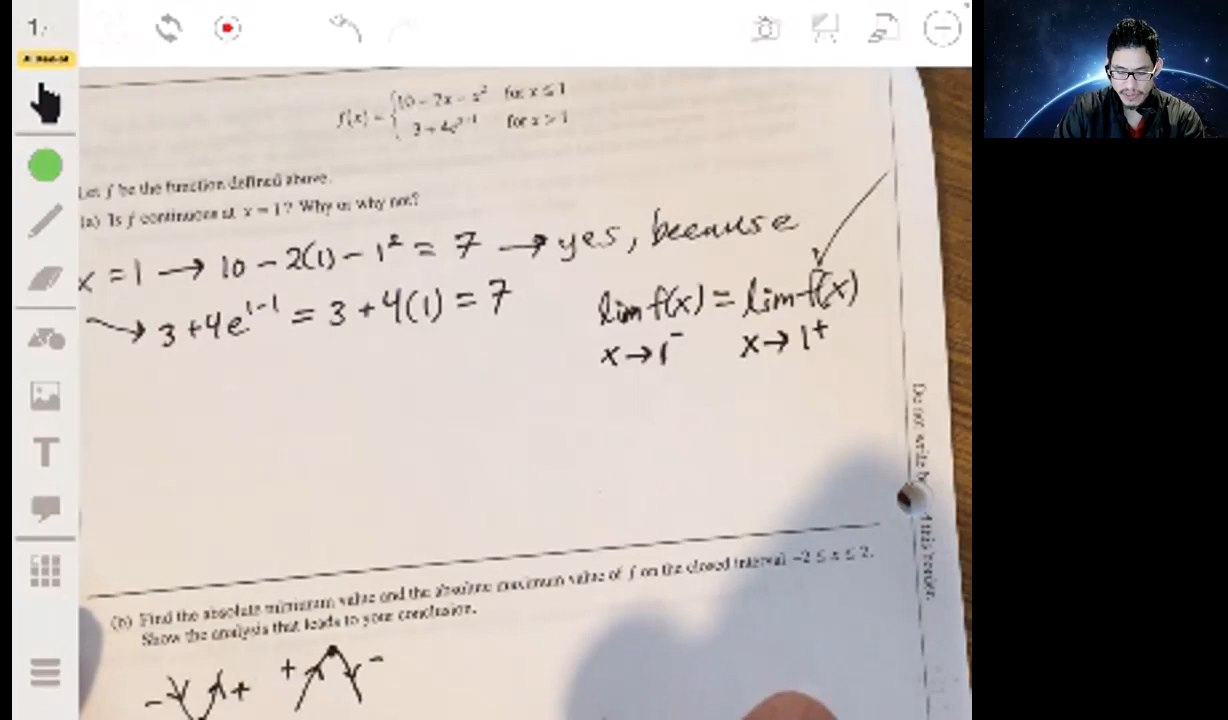 f(x) = { 10 - 2x - x² for x ≤ 1
3 + 4e^(x-1) for x > 1
Let f be the function defined above.
(a) Is f continuous at x = 1? Why or why not?
x = 1 → 10 - 2(1) - 1² = 7 → yes, because
→ 3 + 4e^(1-1) = 3 + 4(1) = 7
lim f(x) = lim f(x)
x → 1⁻ x → 1⁺
(b) Find the absolute minimum value and the absolute maximum value of f on the closed interval -2 ≤ x ≤ 2.
Show the analysis that leads to your conclusion.
- + + -
Do not write this border.
T